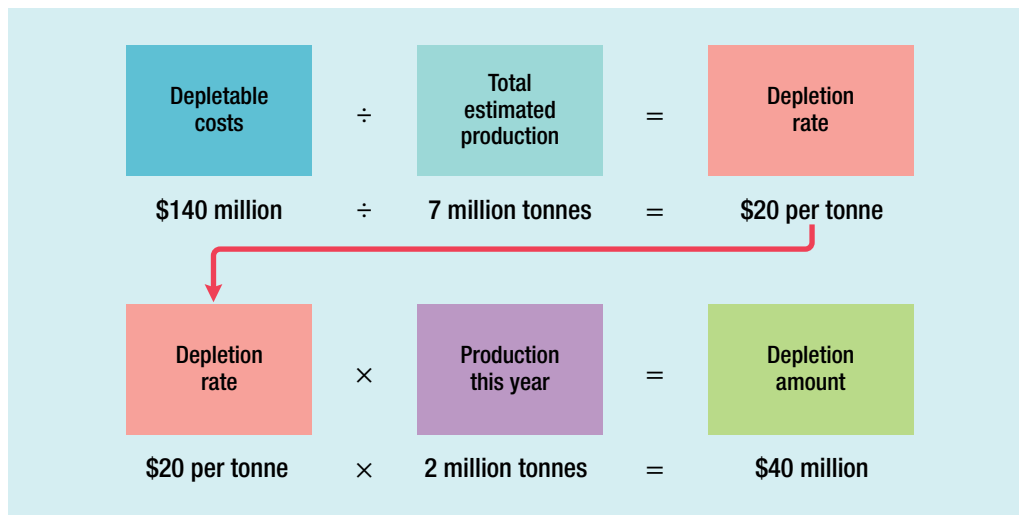 Depletable
costs
÷
Total
estimated
production
=
Depletion
rate
$140 million ÷ 7 million tonnes = $20 per tonne
Depletion
rate
×
Production
this year
=
Depletion
amount
$20 per tonne × 2 million tonnes = $40 million